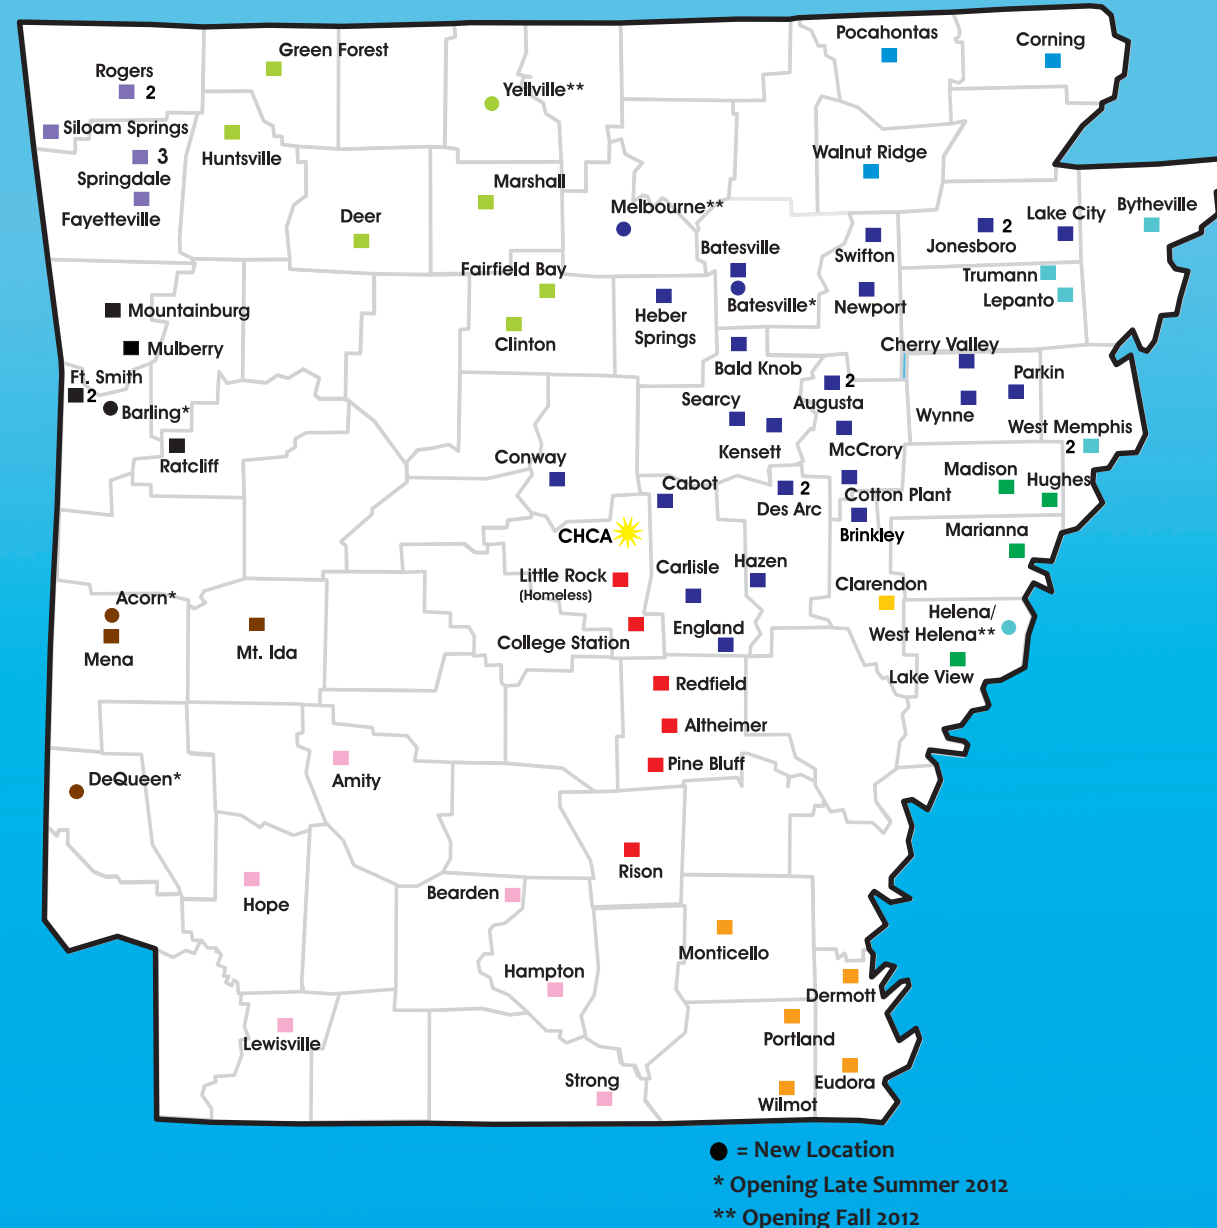 Pocahontas
Corning
Green Forest
Rogers
2
Yellville**
Siloam Springs
3
Springdale
Huntsville
Walnut Ridge
Fayetteville
Marshall
Deer
Melbourne**
Bytheville
Lake City
2
Jonesboro
Swifton
Batesville
Fairfield Bay
Trumann
Lepanto
Batesville*
Newport
Mountainburg
Heber
Springs
Clinton
Mulberry
Cherry Valley
Bald Knob
Ft. Smith
2
Parkin
2
Augusta
Searcy
Barling*
Wynne
West Memphis
2
Kensett
McCrory
Ratcliff
Conway
Madison
Hughes
Cabot
2
Des Arc
Cotton Plant
CHCA
Brinkley
Marianna
Little Rock
(Homeless)
Carlisle
Hazen
Clarendon
Acorn*
Helena/
West Helena**
Mena
Mt. Ida
College Station
England
Lake View
Redfield
Altheimer
Pine Bluff
DeQueen*
Amity
Rison
Hope
Bearden
Monticello
Hampton
Dermott
Lewisville
Portland
Strong
Eudora
Wilmot
= New Location
* Opening Late Summer 2012
** Opening Fall 2012